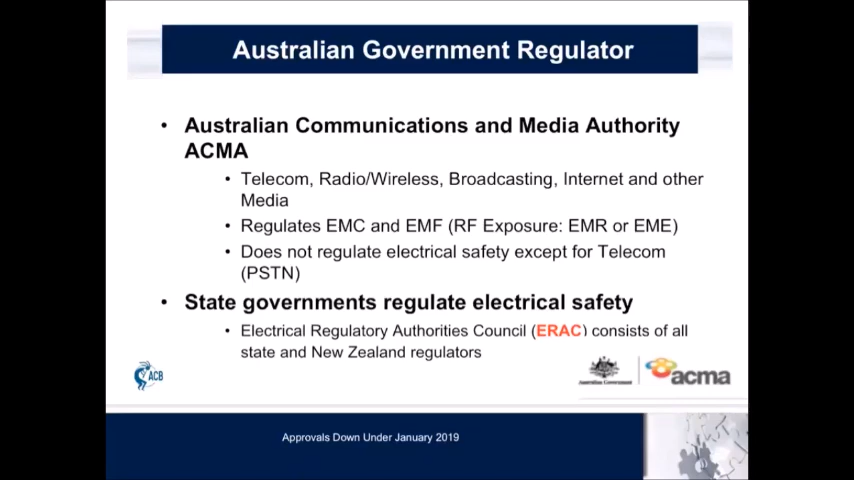 Australian Government Regulator
• Australian Communications and Media Authority
ACMA
• Telecom, Radio/Wireless, Broadcasting, Internet and other
Media
• Regulates EMC and EMF (RF Exposure: EMR or EME)
• Does not regulate electrical safety except for Telecom
(PSTN)
• State governments regulate electrical safety
• Electrical Regulatory Authorities Council (ERAC) consists of all
state and New Zealand regulators
ACB
Australian Government
acma
Approvals Down Under January 2019